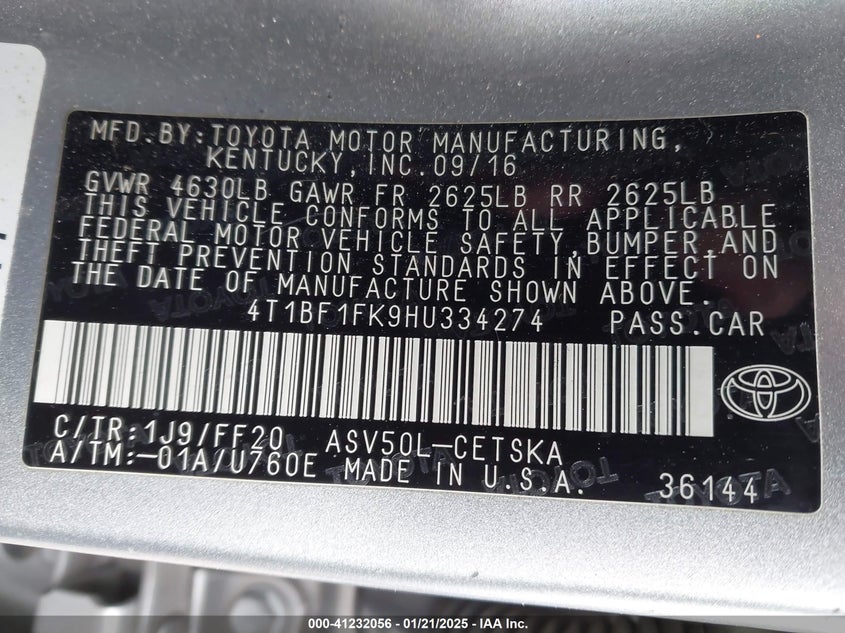 MFD.BY:TOYOTA MOTOR MANUFACTURING,
KENTUCKY,INC.09/16
GVWR 4630LB GAWR FR 2625LB RR 2625LB
THIS VEHICLE CONFORMS TO ALL APPLICABLE
FEDERAL MOTOR VEHICLE SAFETY,BUMPER,AND
THEFT PREVENTION STANDARDS IN EFFECT ON
THE DATE OF MANUFACTURE SHOWN ABOVE.
4T1BF1FK9HU334274 PASS.CAR
C/TR:1J9/FF20 ASV50L-CETSKA
A/TM:-01A/U760E MADE IN U.S.A. 36144
000-41232056 - 01/21/2025 - IAA Inc.